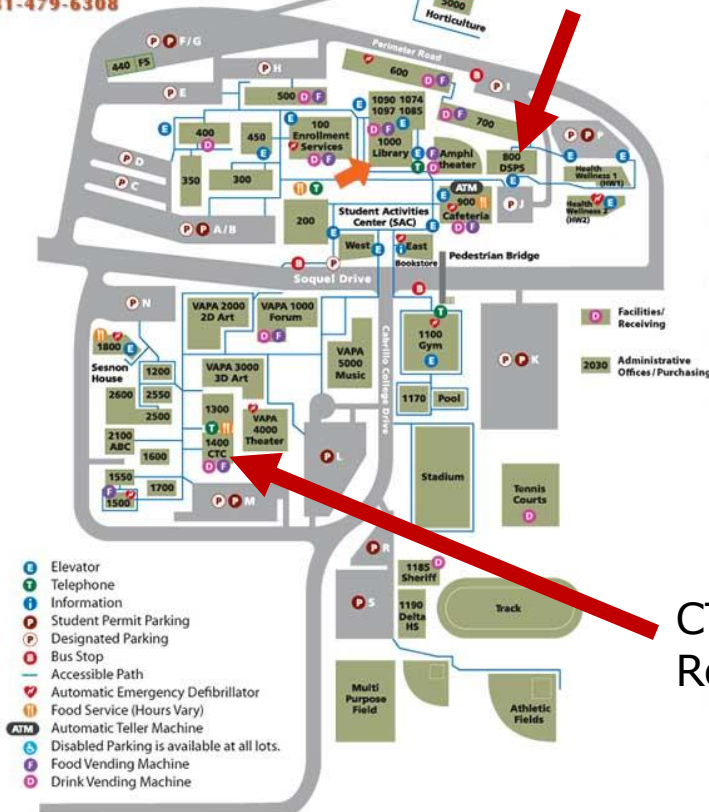 1-479-6308
5000
Horticulture
P P F/G
440 FS
Perimeter Road
P H
600
D F
B
P I
P E
500 D F
1090 1074
1097 1085
D F E
1000
Library
E F
T D
D F
700
P P P
E
E
E
400
D
450
E
E
100
Enrollment
Services
D F
E
Amphi
theater
800
DSPS
E
Health
Wellness 1
(HW1)
P D
P C
350
300
T
ATM
900
Cafeteria
D F
E
P J
Health
Wellness 2
(HW2)
E
P P A/B
200
Student Activities
Center (SAC)
E
E
West
E
i East
Bookstore
Pedestrian Bridge
B
P
Soquel Drive
B
P N
VAPA 2000
2D Art
VAPA 1000
Forum
D F
T
1100
Gym
E
D Facilities/
Receiving
1800
E
Sesnon
House
1200
VAPA 3000
3D Art
VAPA
5000
Music
Cabrillo College Drive
P P K
2030 Administrative
Offices/Purchasing
2600
2550
2500
1300
T
1400
CTC
D F
VAPA
4000
Theater
1170
Pool
2100
ABC
1600
P L
Stadium
1550
F
1500
1700
P P M
Tennis
Courts
D
P R
1185
Sheriff
D
P S
1190
Delta
HS
Track
Multi
Purpose
Field
Athletic
Fields
E Elevator
T Telephone
i Information
P Student Permit Parking
P Designated Parking
B Bus Stop
Accessible Path
Automatic Emergency Defibrillator
Food Service (Hours Vary)
ATM Automatic Teller Machine
Disabled Parking is available at all lots.
F Food Vending Machine
D Drink Vending Machine